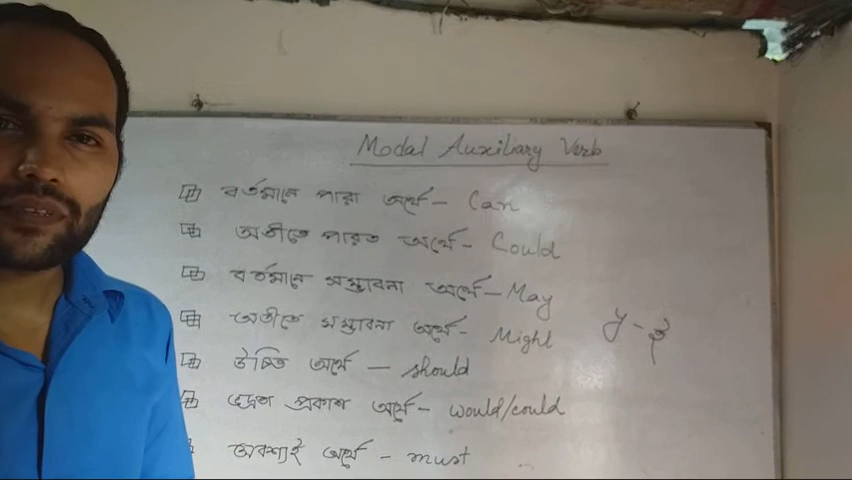 Modal Auxiliary Verb
বর্তমানে পারা অর্থে - Can
অতীতে পারত অর্থে - Could
বর্তমানে সম্ভাবনা অর্থে - May
অতীতে সম্ভাবনা অর্থে - Might
y - ই
উচিত অর্থে - should
ভদ্রতা প্রকাশ অর্থে - would/could
অবশ্যই অর্থে - must